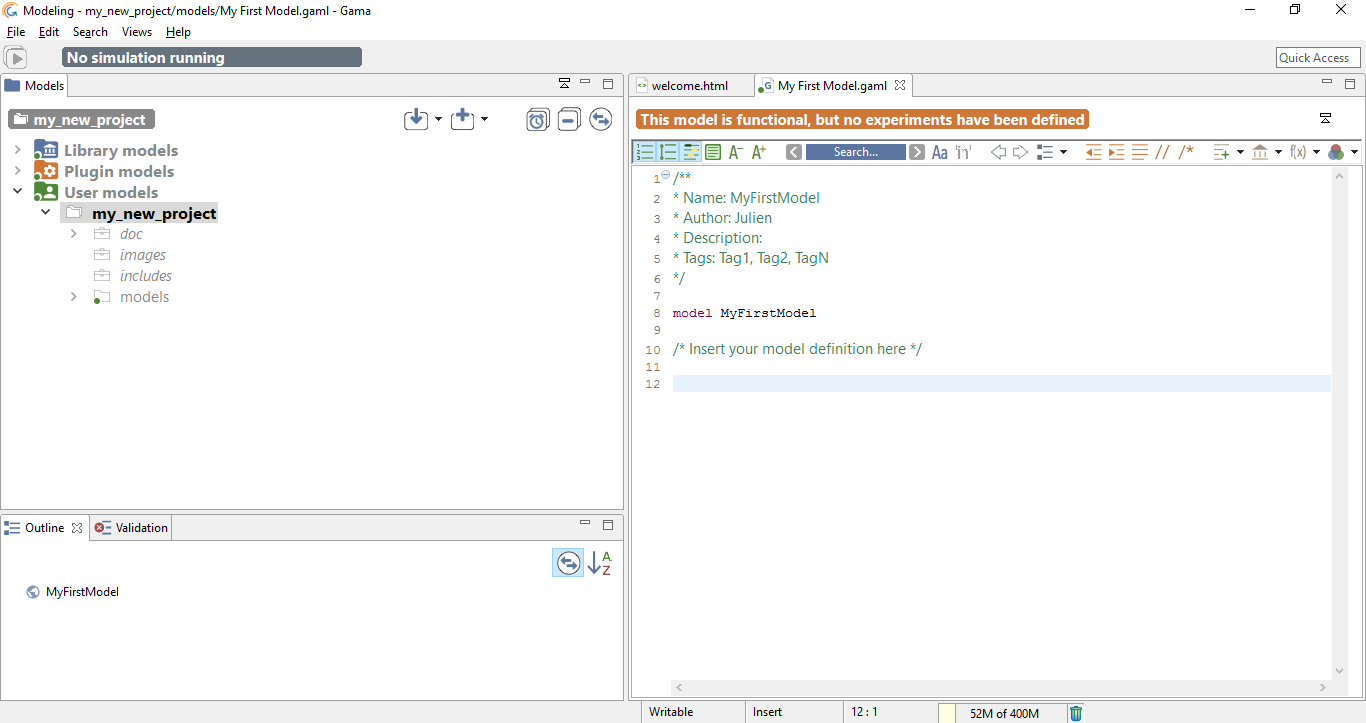 Modeling - my_new_project/models/My First Model.gaml - Gama
File Edit Search Views Help
No simulation running
Quick Access
Models
my_new_project
Library models
Plugin models
User models
my_new_project
doc
images
includes
models
Outline
Validation
A
Z
MyFirstModel
welcome.html
My First Model.gaml
This model is functional, but no experiments have been defined
A- A+ Search... Aa 'in' // /* f(x)
1 /**
2 * Name: MyFirstModel
3 * Author: Julien
4 * Description:
5 * Tags: Tag1, Tag2, TagN
6 */
7
8 model MyFirstModel
9
10 /* Insert your model definition here */
11
12
Writable Insert 12 : 1 52M of 400M